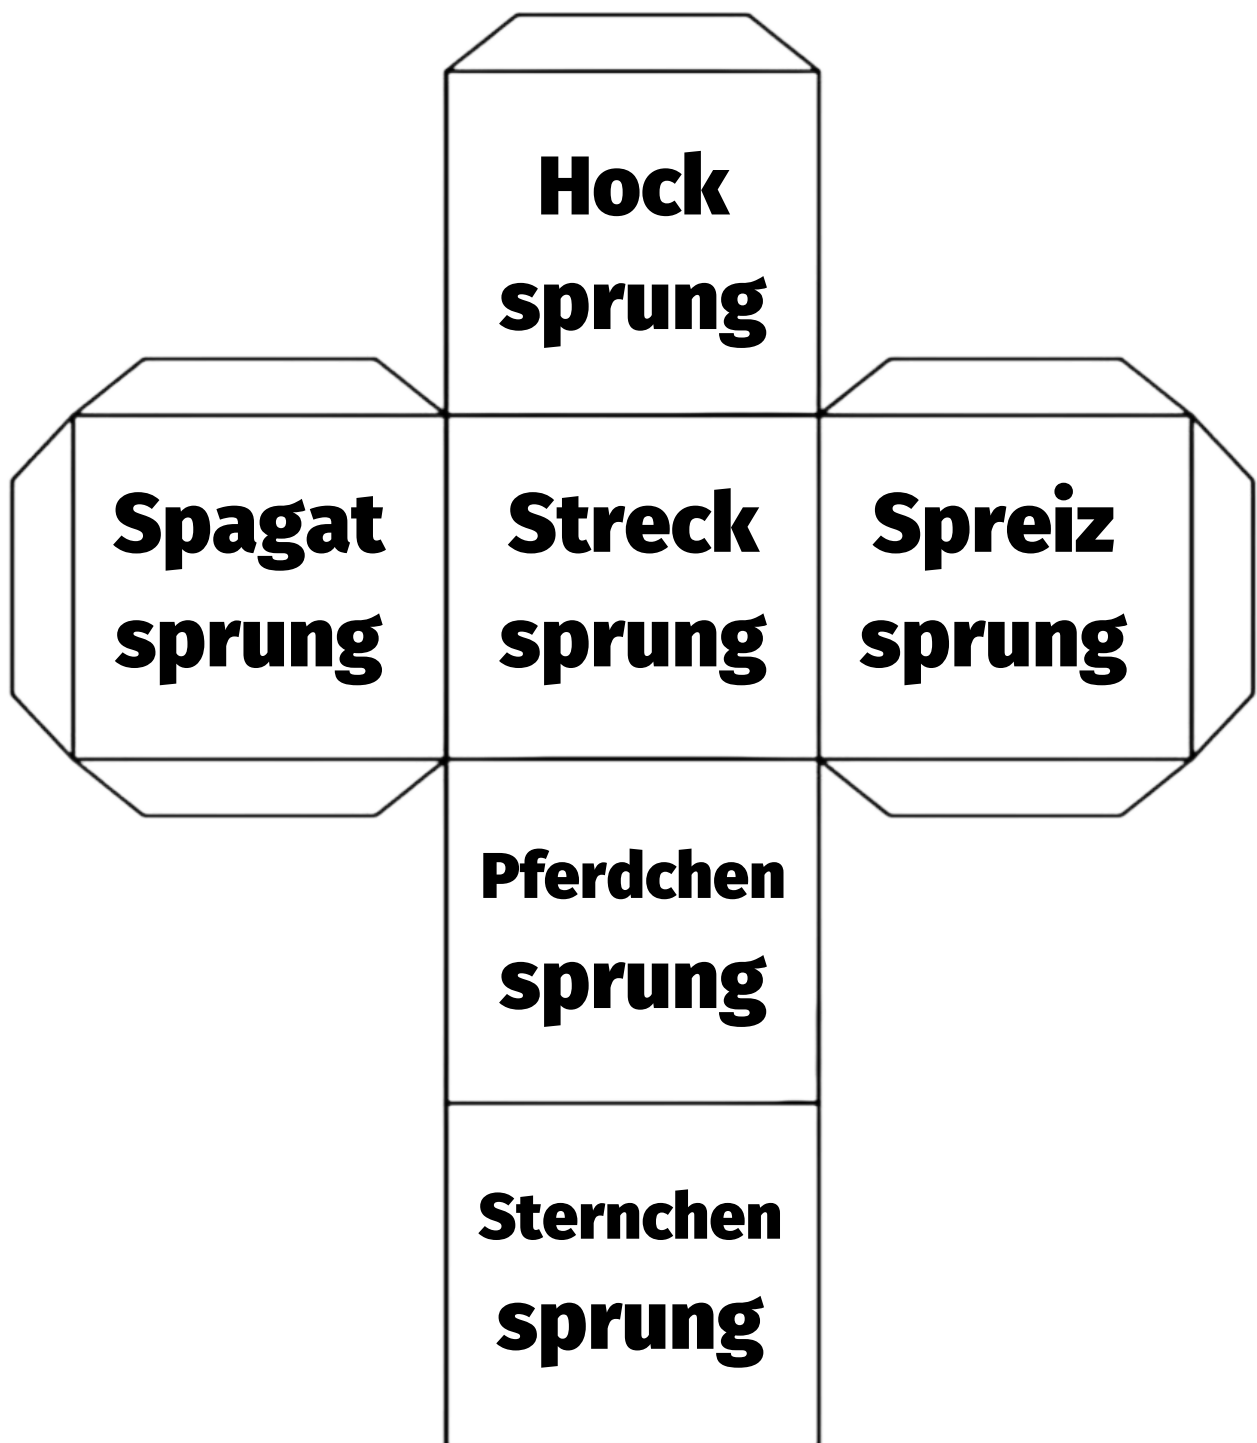 Hock
sprung
Spagat
sprung
Streck
sprung
Spreiz
sprung
Pferdchen
sprung
Sternchen
sprung